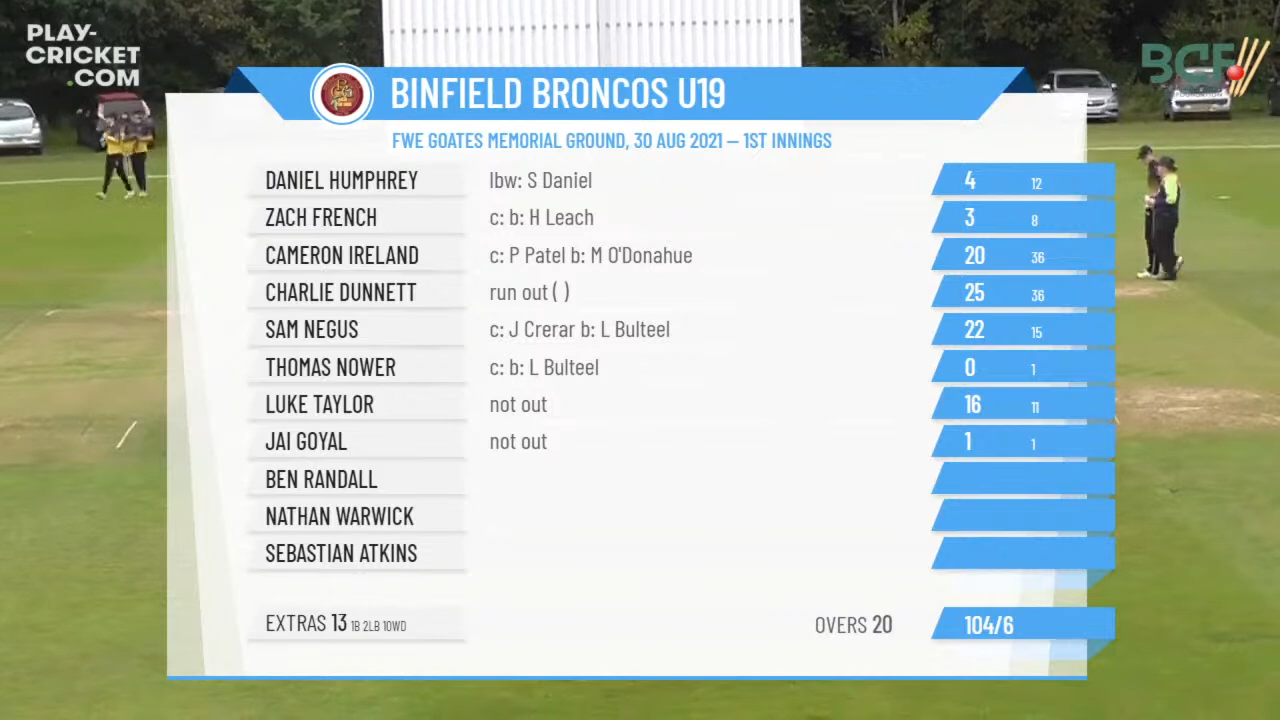 PLAY-
CRICKET
.COM
BCF
FOUNDATION
BINFIELD BRONCOS U19
FWE GOATES MEMORIAL GROUND, 30 AUG 2021 – 1ST INNINGS
DANIEL HUMPHREY lbw: S Daniel 4 12
ZACH FRENCH c: b: H Leach 3 8
CAMERON IRELAND c: P Patel b: M O'Donahue 20 36
CHARLIE DUNNETT run out ( ) 25 36
SAM NEGUS c: J Crerar b: L Bulteel 22 15
THOMAS NOWER c: b: L Bulteel 0 1
LUKE TAYLOR not out 16 11
JAI GOYAL not out 1 1
BEN RANDALL
NATHAN WARWICK
SEBASTIAN ATKINS
EXTRAS 13 1B 2LB 10WD OVERS 20 104/6